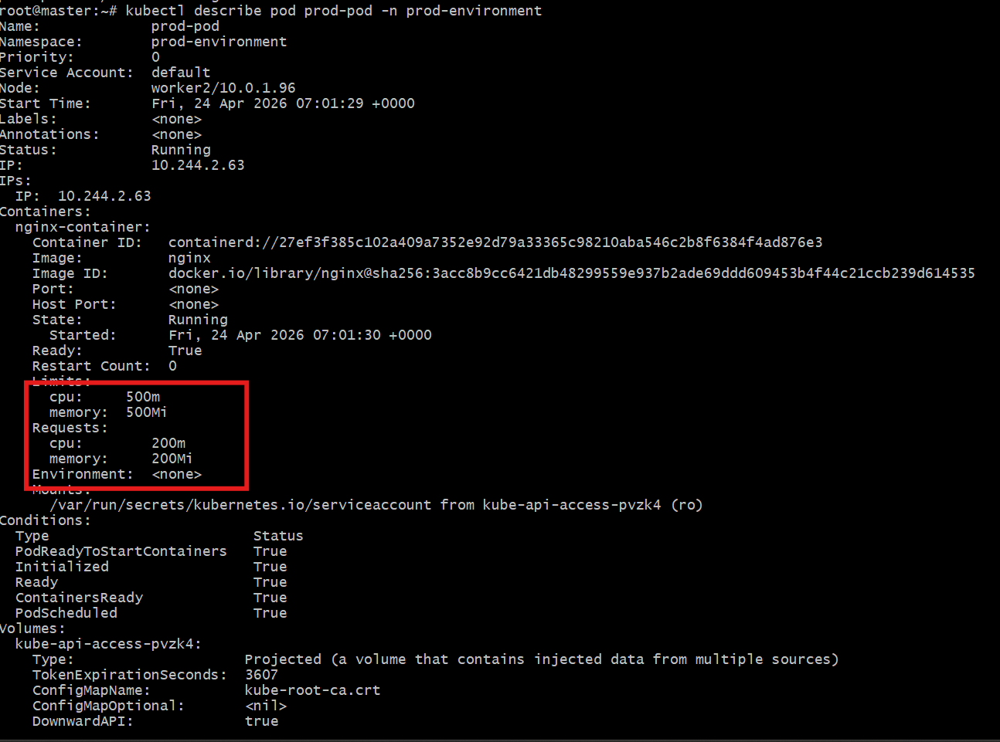 root@master:~# kubectl describe pod prod-pod -n prod-environment
Name:             prod-pod
Namespace:        prod-environment
Priority:         0
Service Account:  default
Node:             worker2/10.0.1.96
Start Time:       Fri, 24 Apr 2026 07:01:29 +0000
Labels:           <none>
Annotations:      <none>
Status:           Running
IP:               10.244.2.63
IPs:
  IP:  10.244.2.63
Containers:
  nginx-container:
    Container ID:   containerd://27ef3f385c102a409a7352e92d79a33365c98210aba546c2b8f6384f4ad876e3
    Image:          nginx
    Image ID:       docker.io/library/nginx@sha256:3acc8b9cc6421db48299559e937b2ade69ddd609453b4f44c21ccb239d614535
    Port:           <none>
    Host Port:      <none>
    State:          Running
      Started:      Fri, 24 Apr 2026 07:01:30 +0000
    Ready:          True
    Restart Count:  0
    Limits:
      cpu:     500m
      memory:  500Mi
    Requests:
      cpu:        200m
      memory:     200Mi
    Environment:  <none>
    Mounts:
      /var/run/secrets/kubernetes.io/serviceaccount from kube-api-access-pvzk4 (ro)
Conditions:
  Type                        Status
  PodReadyToStartContainers   True
  Initialized                 True
  Ready                       True
  ContainersReady             True
  PodScheduled                True
Volumes:
  kube-api-access-pvzk4:
    Type:                    Projected (a volume that contains injected data from multiple sources)
    TokenExpirationSeconds:  3607
    ConfigMapName:           kube-root-ca.crt
    ConfigMapOptional:       <nil>
    DownwardAPI:             true